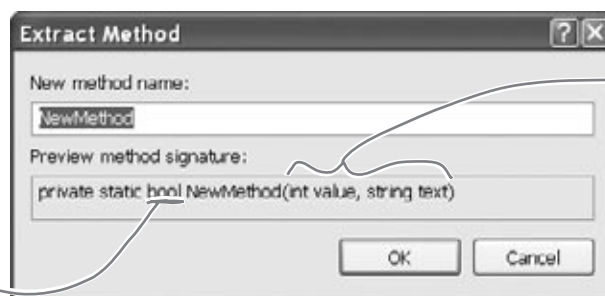 Extract Method
New method name:
NewMethod
Preview method signature:
private static bool NewMethod(int value, string text)
OK Cancel